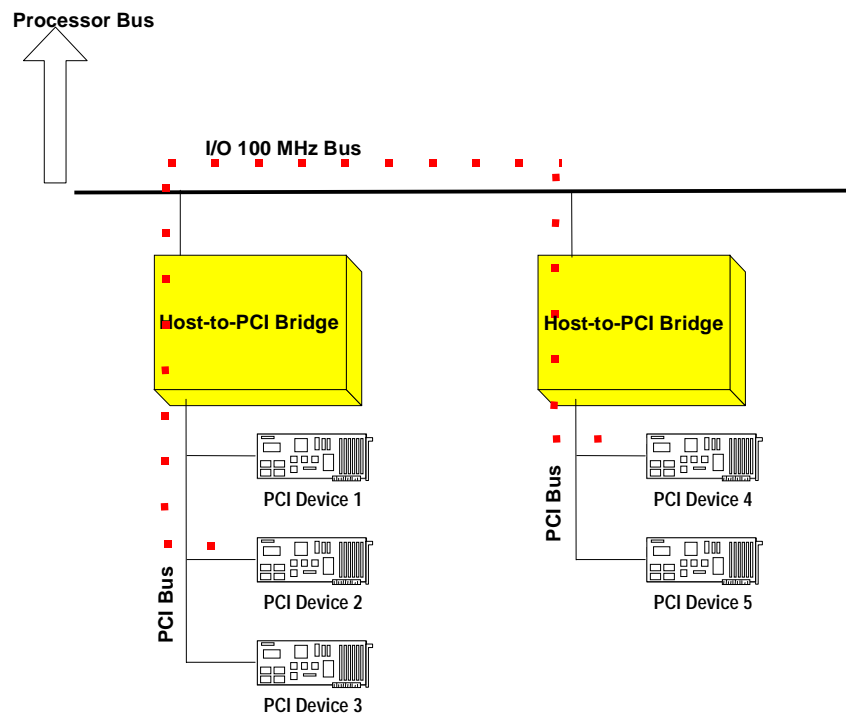 Processor Bus
I/O 100 MHz Bus
Host-to-PCI Bridge
Host-to-PCI Bridge
PCI Device 1
PCI Device 4
PCI Bus
PCI Bus
PCI Device 2
PCI Device 5
PCI Device 3